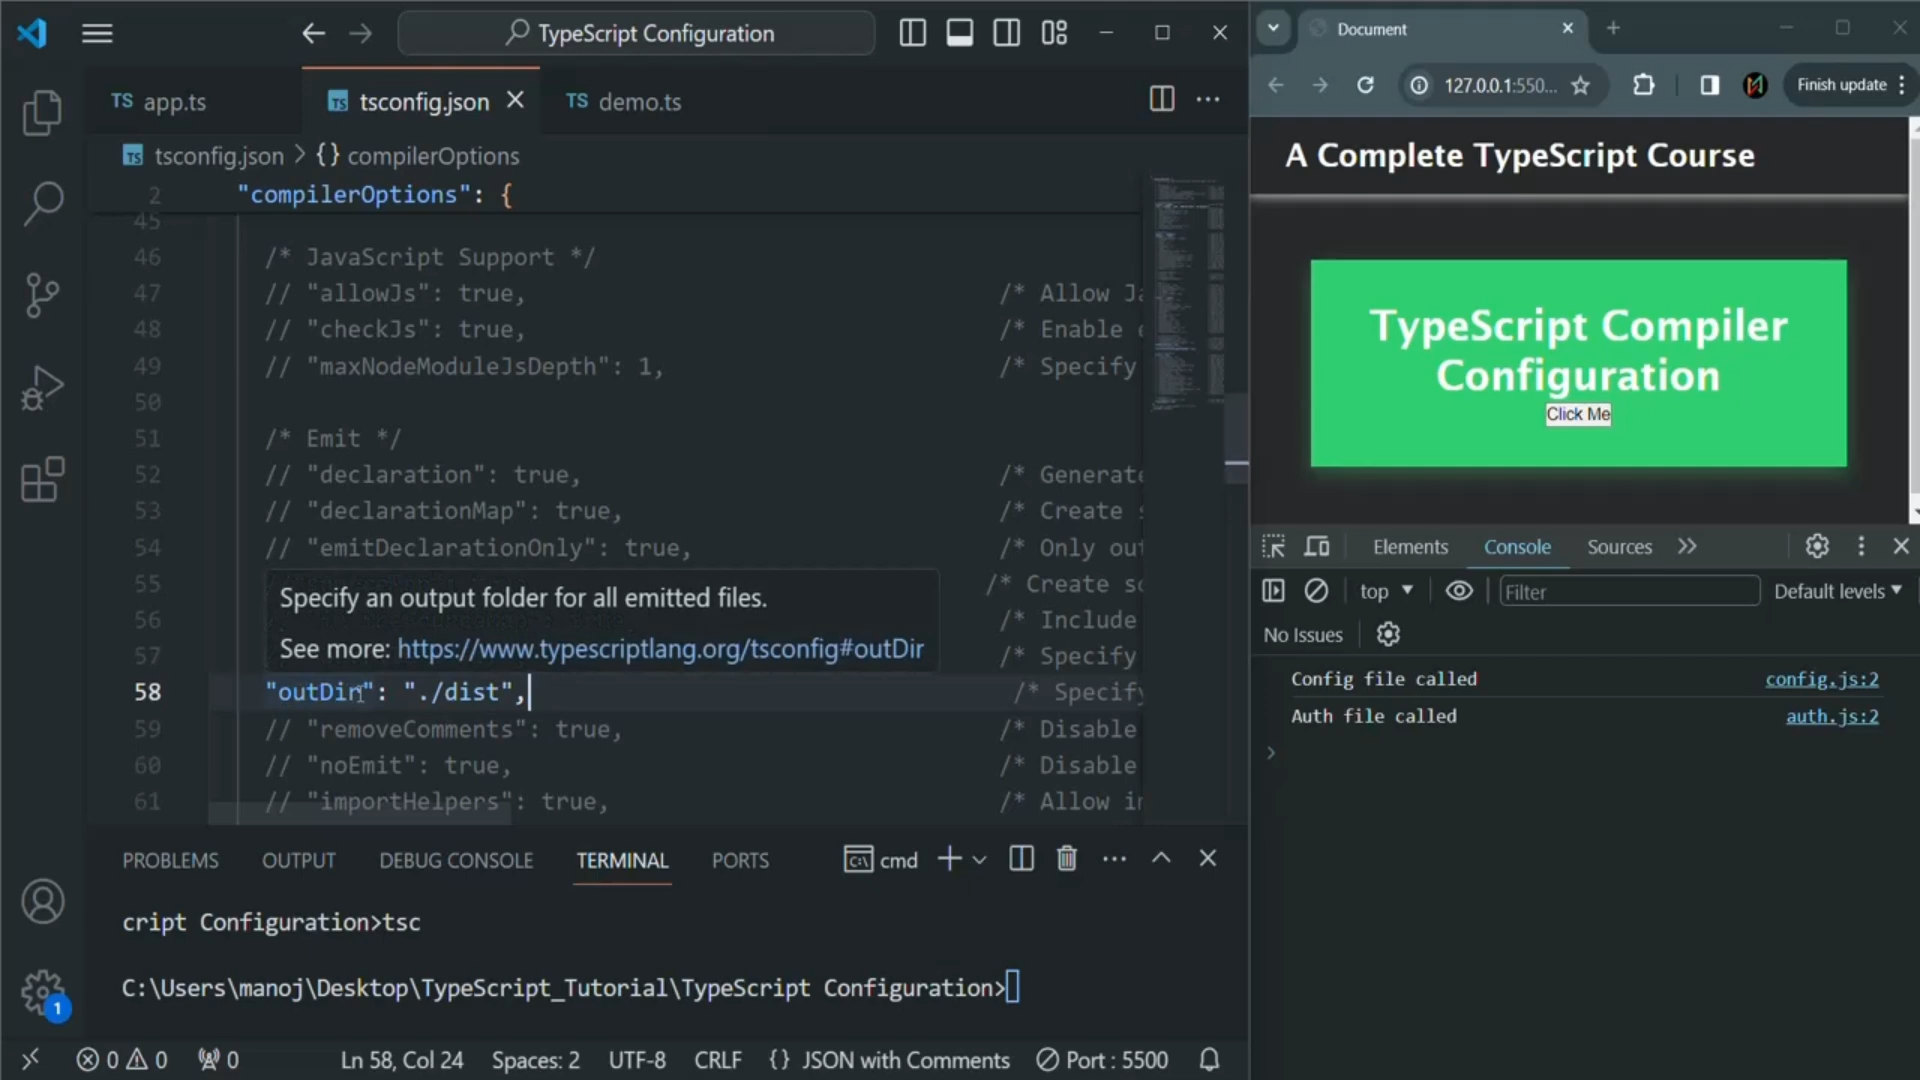 TypeScript Configuration
TS app.ts
TS tsconfig.json
TS demo.ts
TS tsconfig.json > {} compilerOptions
2 "compilerOptions": {
45
46 /* JavaScript Support */
47 // "allowJs": true, /* Allow Ja
48 // "checkJs": true, /* Enable e
49 // "maxNodeModuleJsDepth": 1, /* Specify
50
51 /* Emit */
52 // "declaration": true, /* Generate
53 // "declarationMap": true, /* Create s
54 // "emitDeclarationOnly": true, /* Only out
55 /* Create so
Specify an output folder for all emitted files.
56 /* Include
See more: https://www.typescriptlang.org/tsconfig#outDir
57 /* Specify
58 "outDir": "./dist", /* Specify
59 // "removeComments": true, /* Disable
60 // "noEmit": true, /* Disable
61 // "importHelpers": true, /* Allow im
PROBLEMS OUTPUT DEBUG CONSOLE TERMINAL PORTS cmd
cript Configuration>tsc
C:\Users\manoj\Desktop\TypeScript_Tutorial\TypeScript Configuration>
1
0 0 0 Ln 58, Col 24 Spaces: 2 UTF-8 CRLF {} JSON with Comments Port : 5500
Document
127.0.0.1:550... Finish update
A Complete TypeScript Course
TypeScript Compiler
Configuration
Click Me
Elements Console Sources
top Filter Default levels
No Issues
Config file called config.js:2
Auth file called auth.js:2